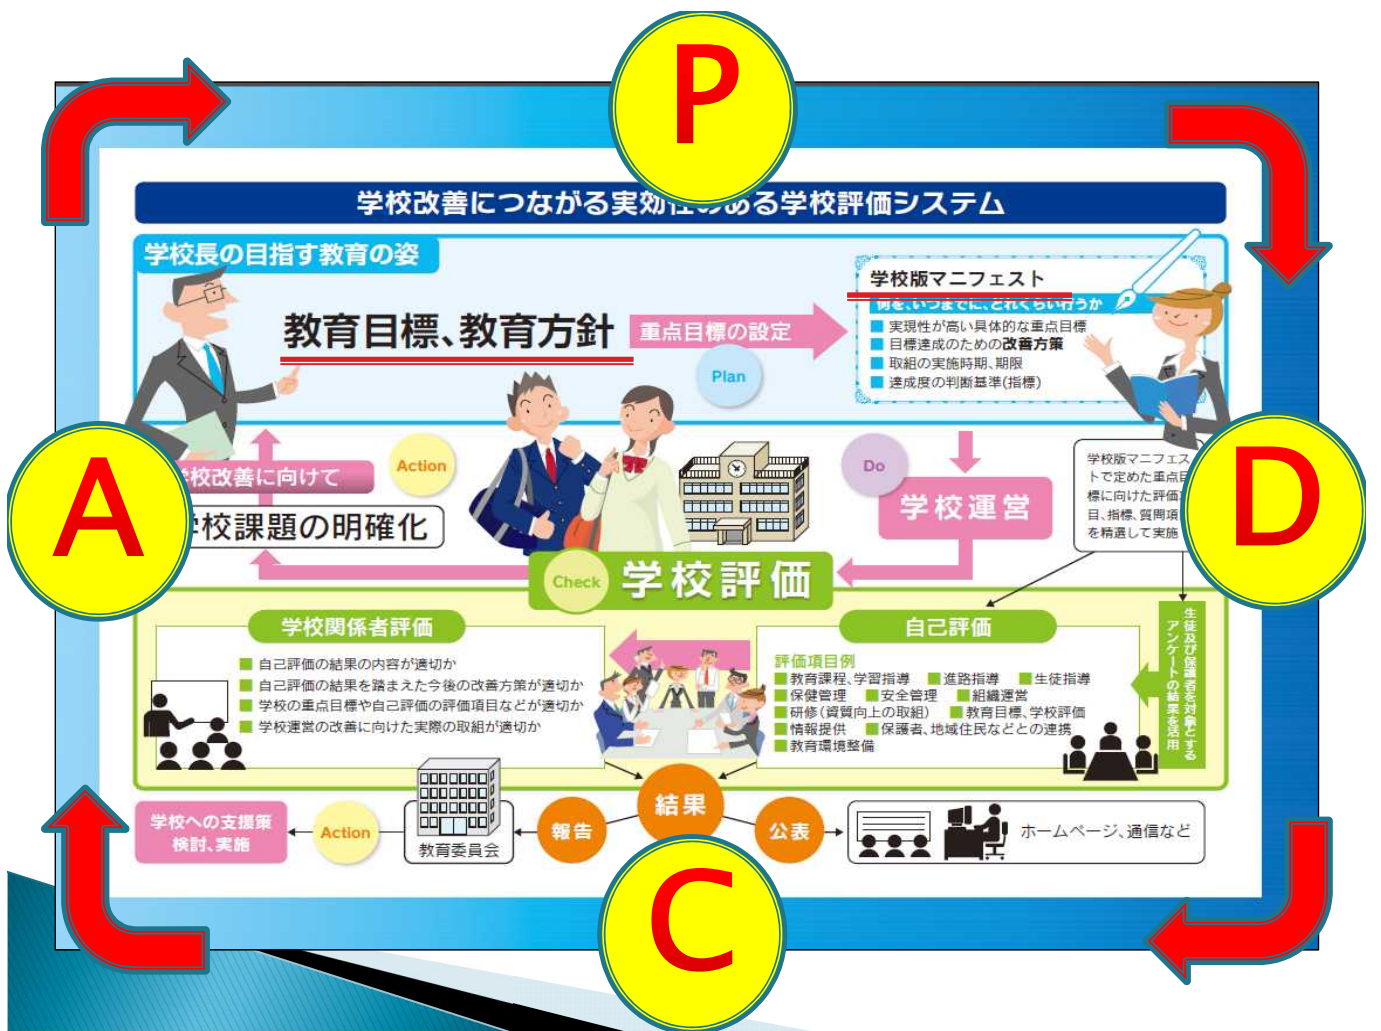 P
学校改善につながる実効性のある学校評価システム
学校長の目指す教育の姿
教育目標、教育方針
重点目標の設定
Plan
学校版マニフェスト
何を、いつまでに、どれくらい行うか
実現性が高い具体的な重点目標
目標達成のための改善方策
取組の実施時期、期限
達成度の判断基準(指標)
A
学校改善に向けて
Action
学校課題の明確化
Do
学校運営
学校版マニフェス
トで定めた重点目
標に向けた評価
目、指標、質問項
を精選して実施
D
Check
学校評価
学校関係者評価
自己評価の結果の内容が適切か
自己評価の結果を踏まえた今後の改善方策が適切か
学校の重点目標や自己評価の評価項目などが適切か
学校運営の改善に向けた実際の取組が適切か
自己評価
評価項目例
教育課程、学習指導 進路指導 生徒指導
保健管理 安全管理 組織運営
研修(資質向上の取組) 教育目標、学校評価
情報提供 保護者、地域住民などとの連携
教育環境整備
生徒及び保護者を対象とする
アンケートの結果を活用
結果
報告
公表
教育委員会
Action
学校への支援策
検討、実施
ホームページ、通信など
C